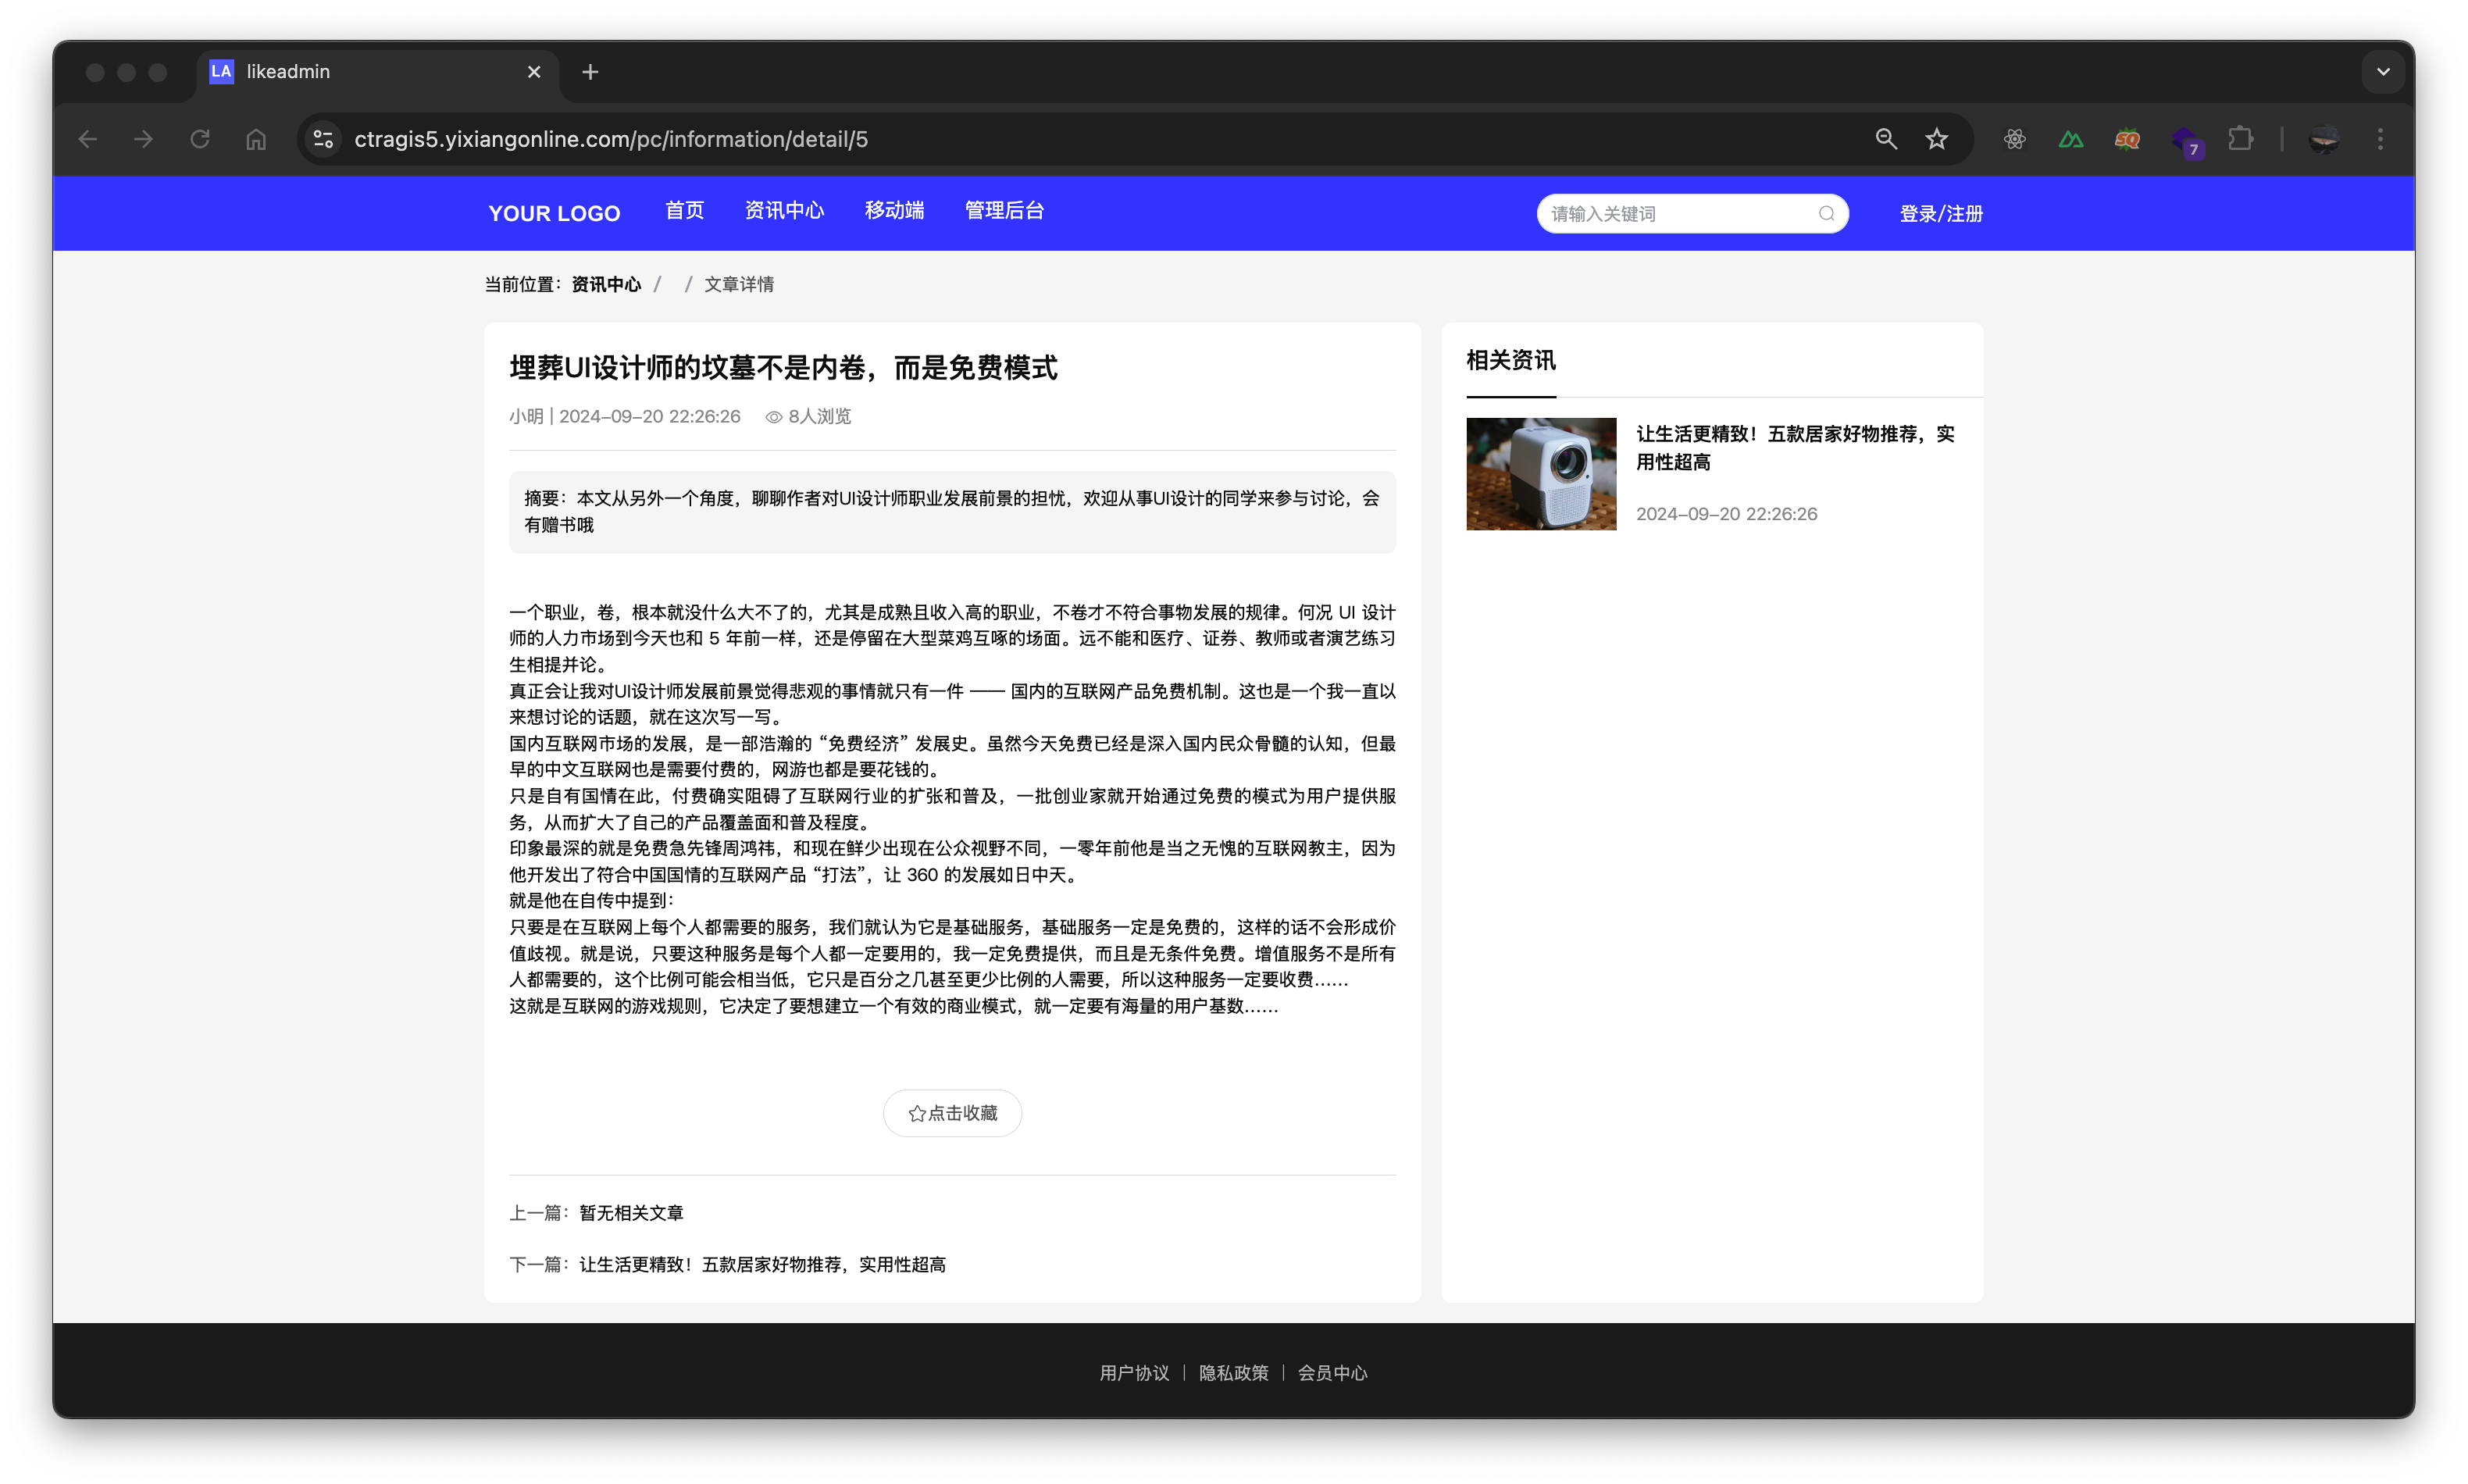 LA likeadmin
ctragis5.yixiangonline.com/pc/information/detail/5
7
YOUR LOGO 首页 资讯中心 移动端 管理后台 请输入关键词 登录/注册
当前位置：资讯中心 / / 文章详情
埋葬UI设计师的坟墓不是内卷，而是免费模式
小明 | 2024-09-20 22:26:26 8人浏览
摘要：本文从另外一个角度，聊聊作者对UI设计师职业发展前景的担忧，欢迎从事UI设计的同学来参与讨论，会
有赠书哦
一个职业，卷，根本就没什么大不了的，尤其是成熟且收入高的职业，不卷才不符合事物发展的规律。何况 UI 设计
师的人力市场到今天也和 5 年前一样，还是停留在大型菜鸡互啄的场面。远不能和医疗、证券、教师或者演艺练习
生相提并论。
真正会让我对UI设计师发展前景觉得悲观的事情就只有一件 —— 国内的互联网产品免费机制。这也是一个我一直以
来想讨论的话题，就在这次写一写。
国内互联网市场的发展，是一部浩瀚的 “免费经济” 发展史。虽然今天免费已经是深入国内民众骨髓的认知，但最
早的中文互联网也是需要付费的，网游也都是要花钱的。
只是自有国情在此，付费确实阻碍了互联网行业的扩张和普及，一批创业家就开始通过免费的模式为用户提供服
务，从而扩大了自己的产品覆盖面和普及程度。
印象最深的就是免费急先锋周鸿祎，和现在鲜少出现在公众视野不同，一零年前他是当之无愧的互联网教主，因为
他开发出了符合中国国情的互联网产品 “打法”，让 360 的发展如日中天。
就是他在自传中提到：
只要是在互联网上每个人都需要的服务，我们就认为它是基础服务，基础服务一定是免费的，这样的话不会形成价
值歧视。就是说，只要这种服务是每个人都一定要用的，我一定免费提供，而且是无条件免费。增值服务不是所有
人都需要的，这个比例可能会相当低，它只是百分之几甚至更少比例的人需要，所以这种服务一定要收费……
这就是互联网的游戏规则，它决定了要想建立一个有效的商业模式，就一定要有海量的用户基数……
点击收藏
上一篇：暂无相关文章
下一篇：让生活更精致！五款居家好物推荐，实用性超高
相关资讯
让生活更精致！五款居家好物推荐，实
用性超高
2024-09-20 22:26:26
用户协议 | 隐私政策 | 会员中心